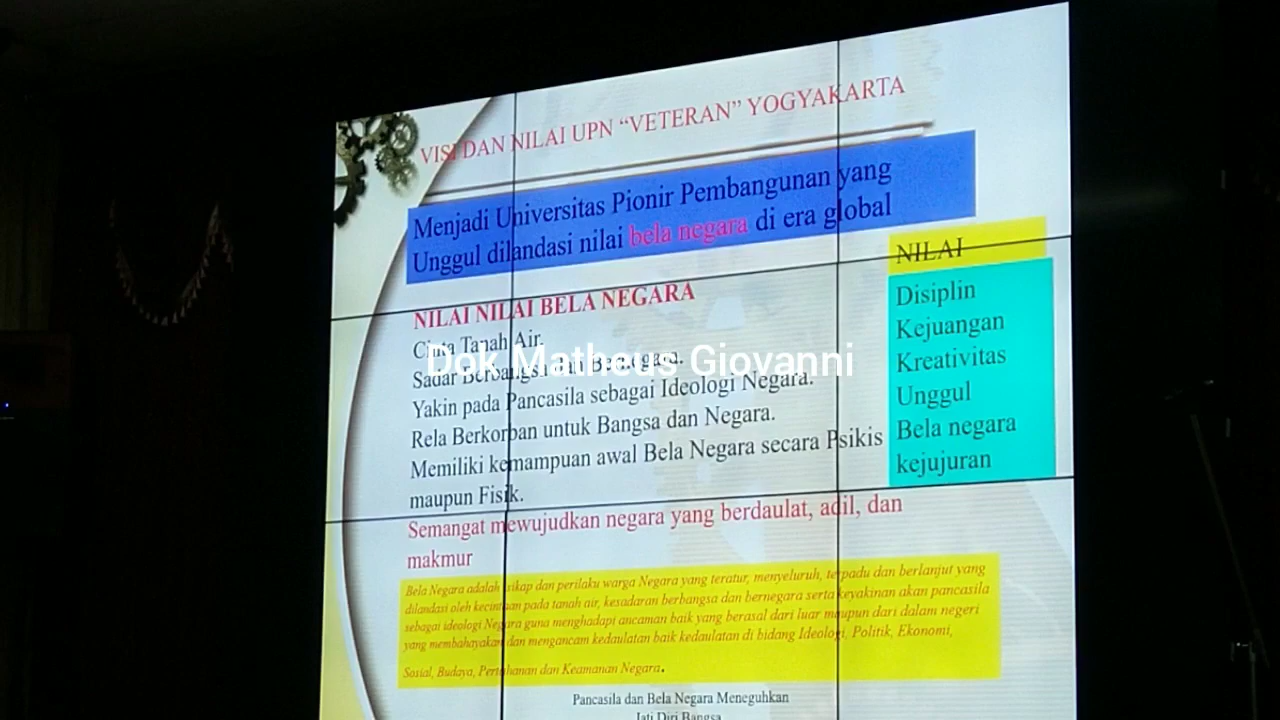 VISI DAN NILAI UPN “VETERAN” YOGYAKARTA
Menjadi Universitas Pionir Pembangunan yang
Unggul dilandasi nilai bela negara di era global
NILAI NILAI BELA NEGARA
Cinta Tanah Air.
Sadar Berbangsa dan Bernegara.
Yakin pada Pancasila sebagai Ideologi Negara.
Rela Berkorban untuk Bangsa dan Negara.
Memiliki kemampuan awal Bela Negara secara Psikis
maupun Fisik.
Semangat mewujudkan negara yang berdaulat, adil, dan
makmur
NILAI
Disiplin
Kejuangan
Kreativitas
Unggul
Bela negara
kejujuran
Bela Negara adalah sikap dan perilaku warga Negara yang teratur, menyeluruh, terpadu dan berlanjut yang
dilandasi oleh kecintaan pada tanah air, kesadaran berbangsa dan bernegara serta keyakinan akan pancasila
sebagai ideologi Negara guna menghadapi ancaman baik yang berasal dari luar maupun dari dalam negeri
yang membahayakan dan mengancam kedaulatan baik kedaulatan di bidang Ideologi, Politik, Ekonomi,
Sosial, Budaya, Pertahanan dan Keamanan Negara.
Pancasila dan Bela Negara Meneguhkan
Jati Diri Bangsa
Dok Matheus Giovanni